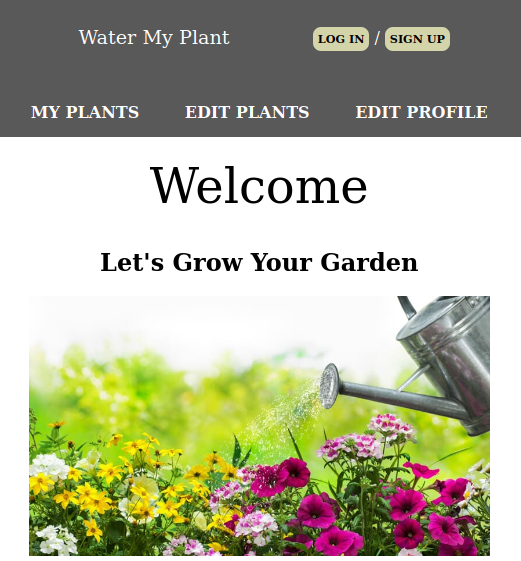 Water My Plant
LOG IN / SIGN UP
MY PLANTS EDIT PLANTS EDIT PROFILE
Welcome
Let's Grow Your Garden